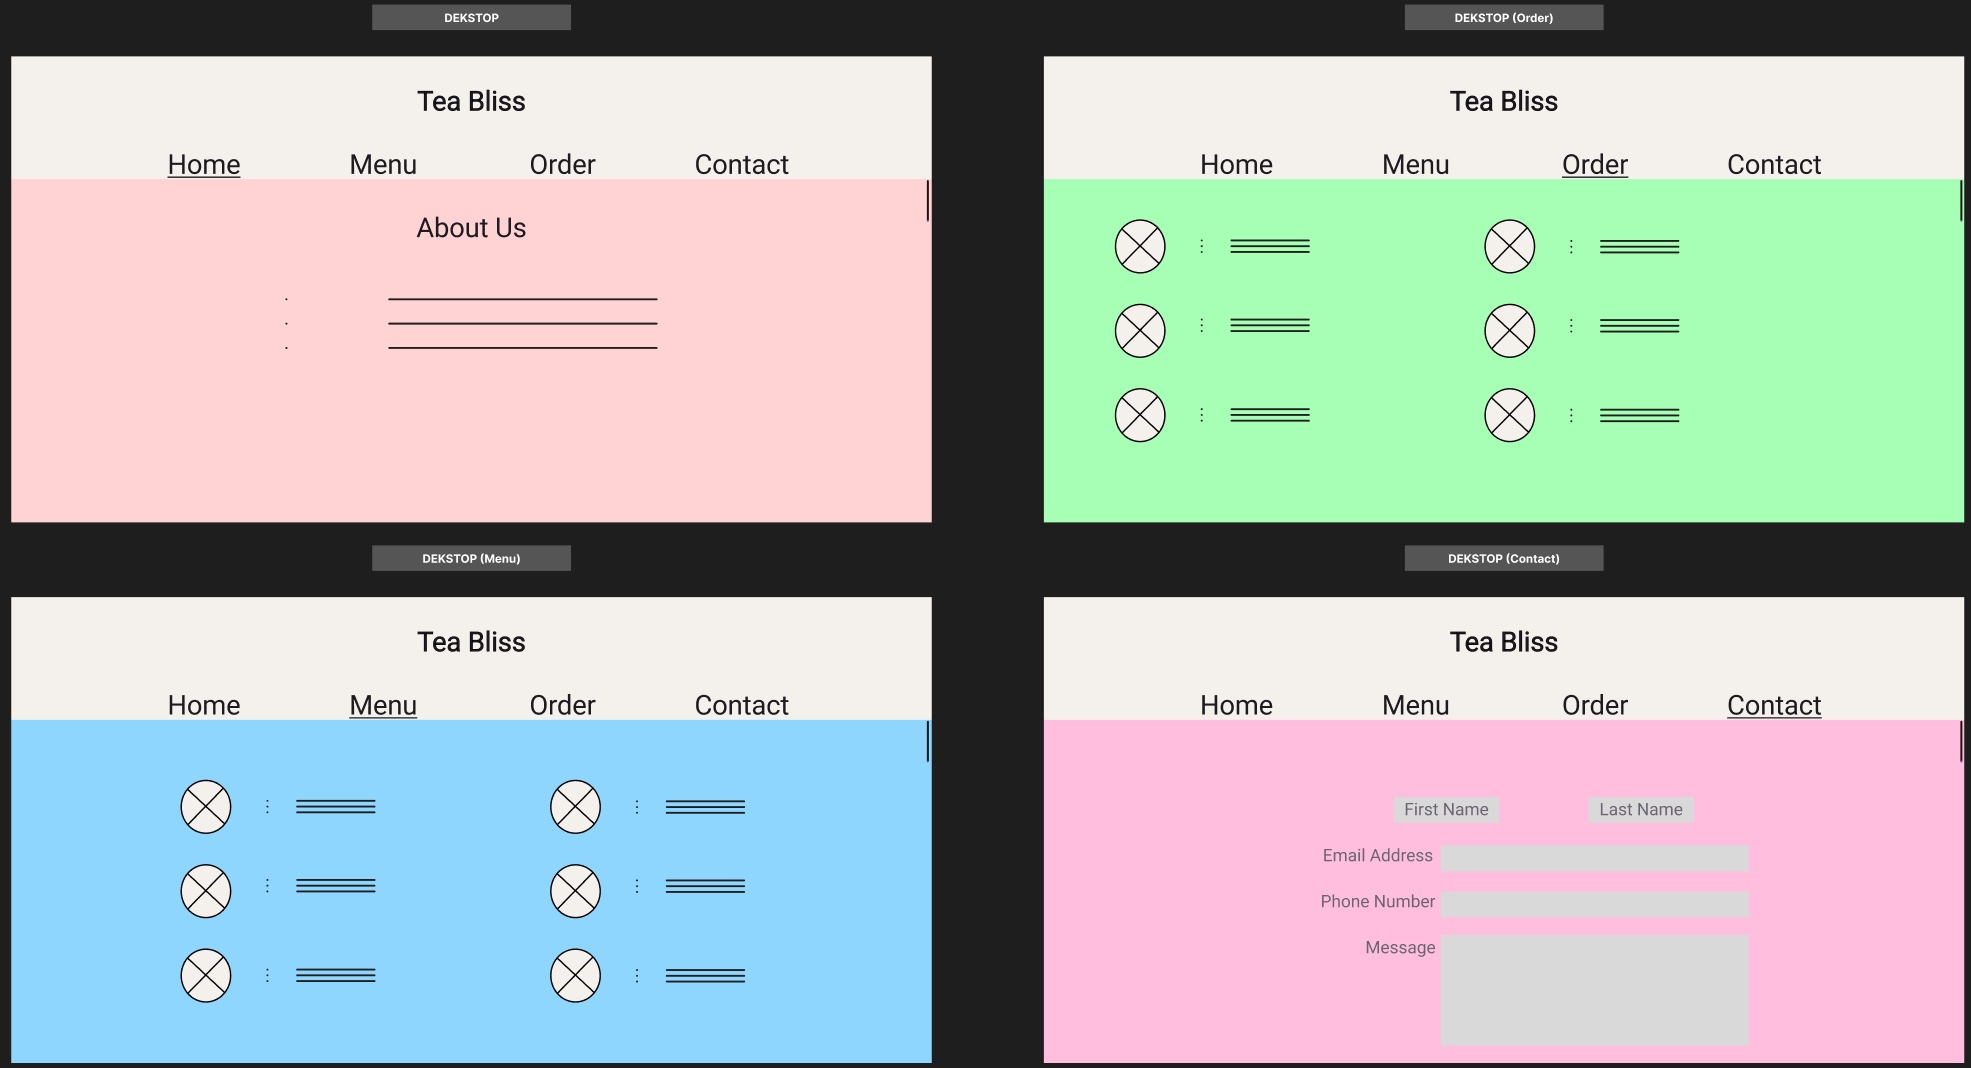 DEKSTOP
Tea Bliss
Home Menu Order Contact
About Us
DEKSTOP (Order)
Tea Bliss
Home Menu Order Contact
DEKSTOP (Menu)
Tea Bliss
Home Menu Order Contact
DEKSTOP (Contact)
Tea Bliss
Home Menu Order Contact
First Name Last Name
Email Address
Phone Number
Message